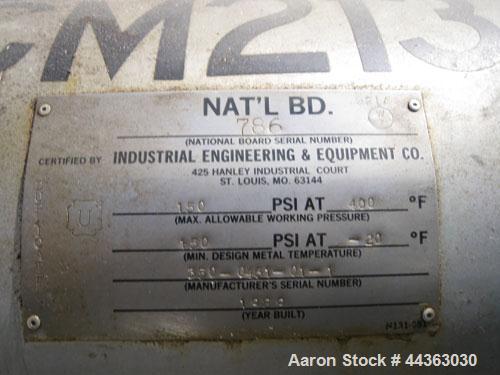 CM213
NAT'L BD.
786
(NATIONAL BOARD SERIAL NUMBER)
CERTIFIED BY INDUSTRIAL ENGINEERING & EQUIPMENT CO.
425 HANLEY INDUSTRIAL COURT
ST. LOUIS, MO. 63144
150 PSI AT 400 °F
(MAX. ALLOWABLE WORKING PRESSURE)
150 PSI AT -20 °F
(MIN. DESIGN METAL TEMPERATURE)
(MANUFACTURER'S SERIAL NUMBER)
(YEAR BUILT)
Aaron Stock # 44363030